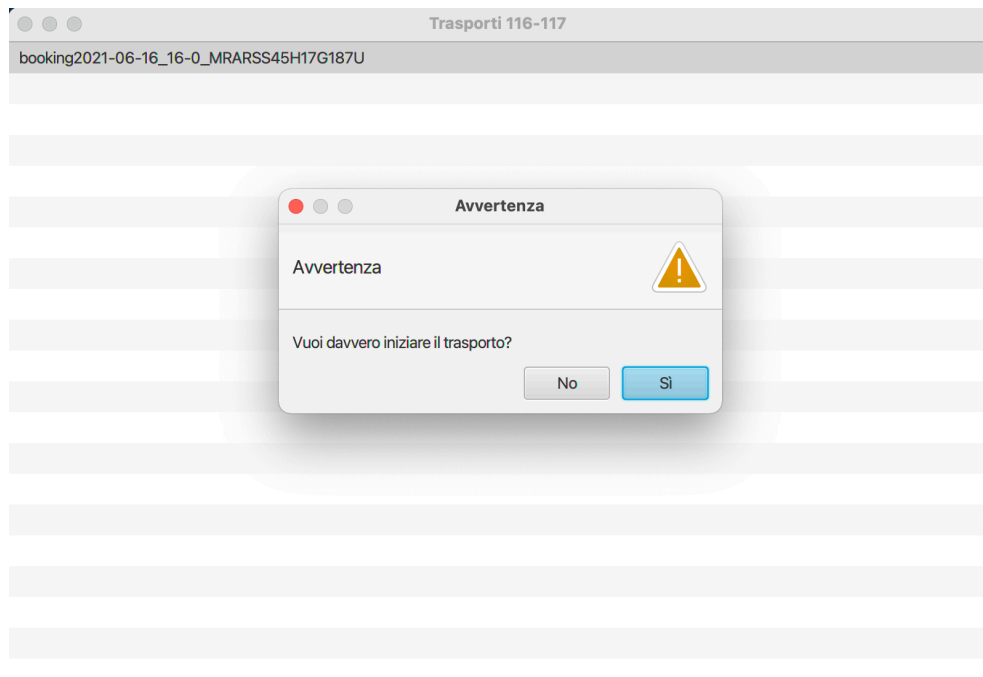 Trasporti 116-117
booking2021-06-16_16-0_MRARSS45H17G187U
Avvertenza
Avvertenza
Vuoi davvero iniziare il trasporto?
No
Sì